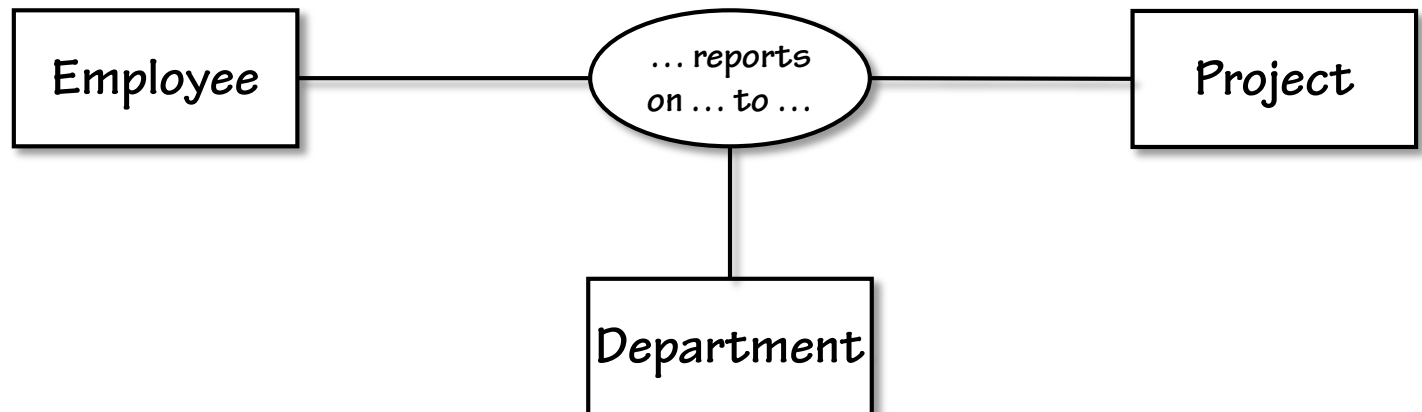 Employee
… reports
on … to …
Project
Department